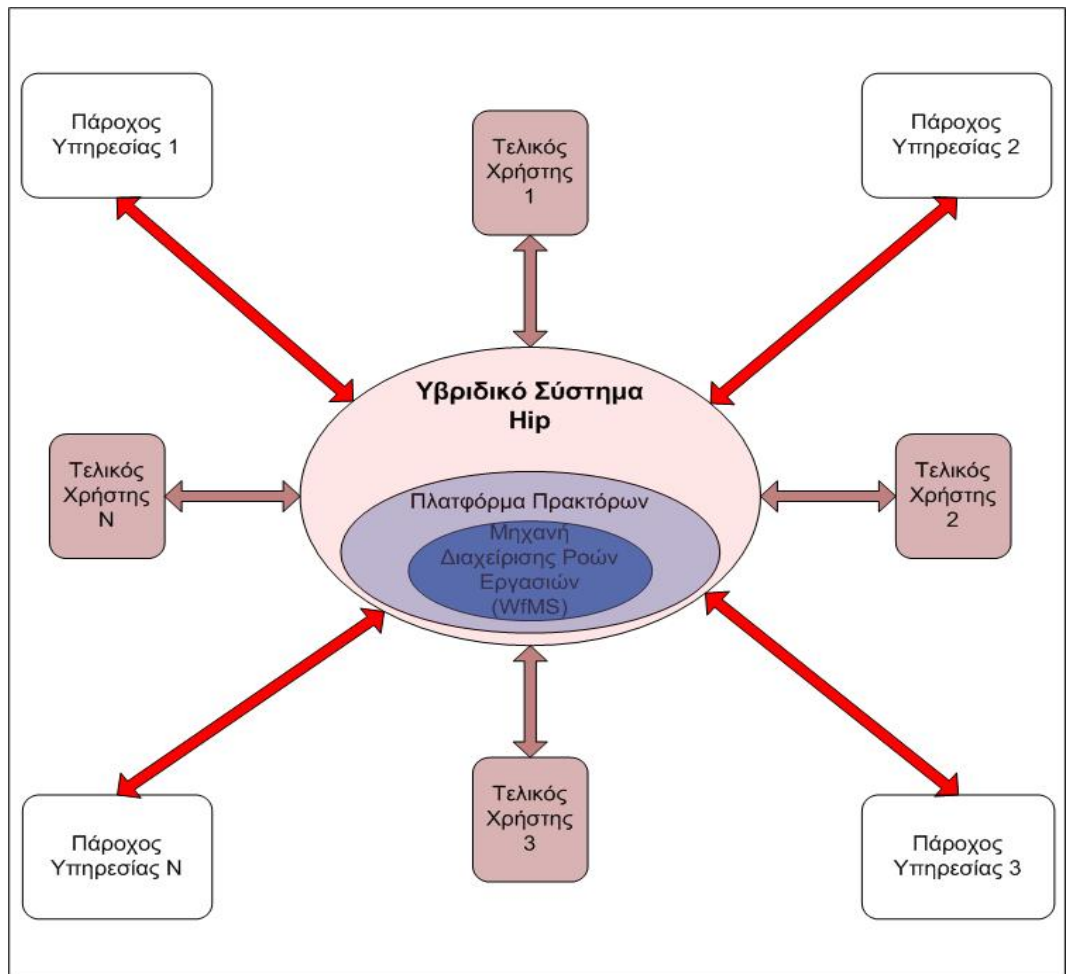 Πάροχος
Υπηρεσίας 1
Τελικός
Χρήστης
1
Πάροχος
Υπηρεσίας 2
Υβριδικό Σύστημα
Hip
Τελικός
Χρήστης
N
Πλατφόρμα Πρακτόρων
Μηχανή
Διαχείρισης Ροών
Εργασιών
(WfMS)
Τελικός
Χρήστης
2
Πάροχος
Υπηρεσίας N
Τελικός
Χρήστης
3
Πάροχος
Υπηρεσίας 3